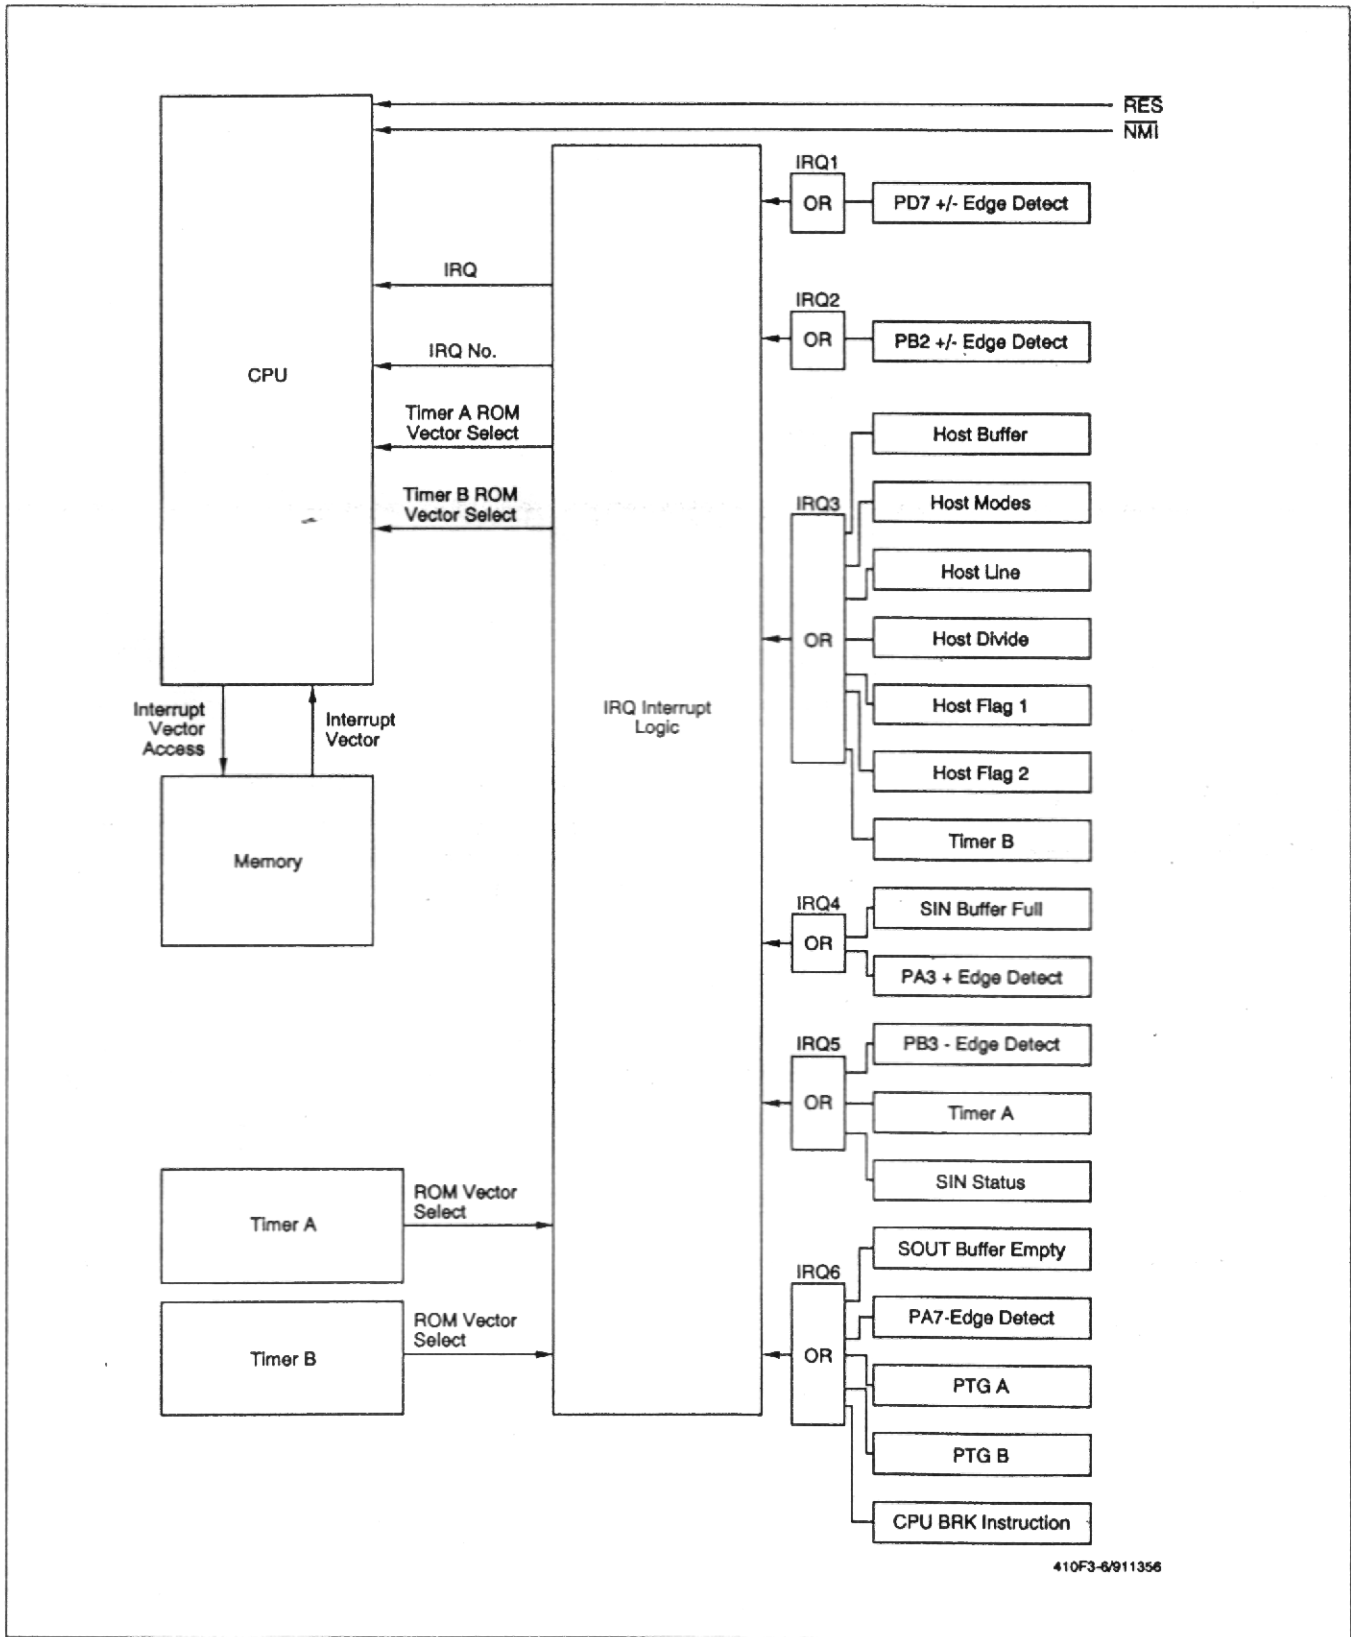 RES
NMI
IRQ1
OR
PD7 +/- Edge Detect
IRQ
IRQ2
OR
PB2 +/- Edge Detect
IRQ No.
CPU
Timer A ROM
Vector Select
Timer B ROM
Vector Select
Host Buffer
Host Modes
IRQ3
Host Line
OR
Host Divide
Host Flag 1
Host Flag 2
Timer B
IRQ Interrupt
Logic
Interrupt
Vector
Access
Interrupt
Vector
Memory
IRQ4
OR
SIN Buffer Full
PA3 + Edge Detect
IRQ5
OR
PB3 - Edge Detect
Timer A
SIN Status
Timer A
ROM Vector
Select
Timer B
ROM Vector
Select
IRQ6
OR
SOUT Buffer Empty
PA7-Edge Detect
PTG A
PTG B
CPU BRK Instruction
410F3-6/911356